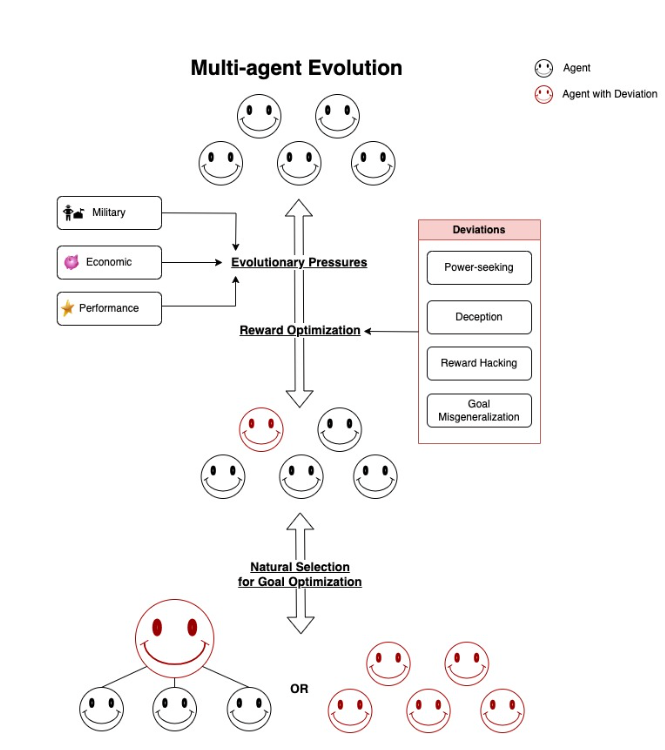 Multi-agent Evolution
Agent
Agent with Deviation
Military
Economic
Performance
Evolutionary Pressures
Reward Optimization
Deviations
Power-seeking
Deception
Reward Hacking
Goal
Misgeneralization
Natural Selection
for Goal Optimization
OR